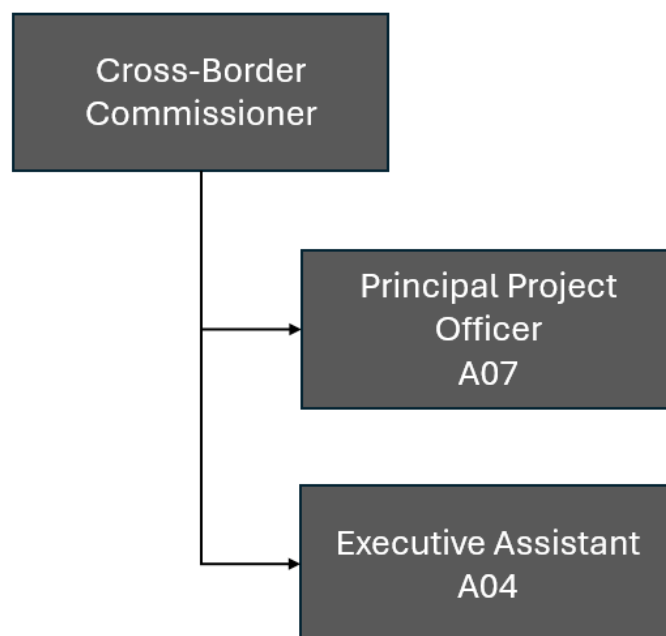 Cross-Border
Commissioner
Principal Project
Officer
A07
Executive Assistant
A04